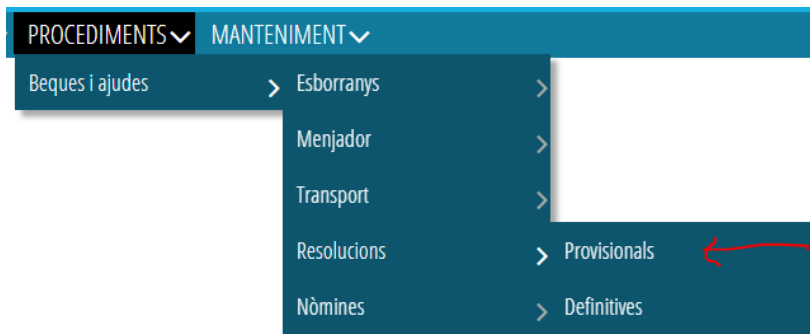 PROCEDIMENTS MANTENIMENT
Beques i ajudes
Esborranys
Menjador
Transport
Resolucions
Provisionals
Nòmines
Definitives